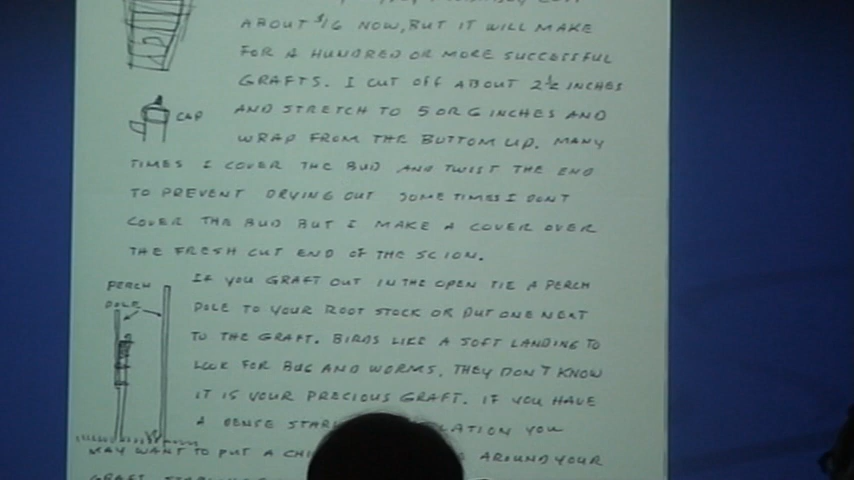 ABOUT $16 NOW, BUT IT WILL MAKE
FOR A HUNDRED OR MORE SUCCESSFUL
GRAFTS. I CUT OFF ABOUT 2½ INCHES
CAP AND STRETCH TO 5 OR 6 INCHES AND
WRAP FROM THE BUTTOM UP. MANY
TIMES I COVER THE BUD AND TWIST THE END
TO PREVENT DRYING OUT SOMETIMES I DON'T
COVER THE BUD BUT I MAKE A COVER OVER
THE FRESH CUT END OF THE SCION.
IF YOU GRAFT OUT IN THE OPEN TIE A PERCH
PERCH
POLE
POLE TO YOUR ROOT STOCK OR PUT ONE NEXT
TO THE GRAFT. BIRDS LIKE A SOFT LANDING TO
LOOK FOR BUG AND WORMS, THEY DON'T KNOW
IT IS YOUR PRECIOUS GRAFT. IF YOU HAVE
A DENSE YOU
MAY WANT TO PUT A AROUND YOUR
GRAFT